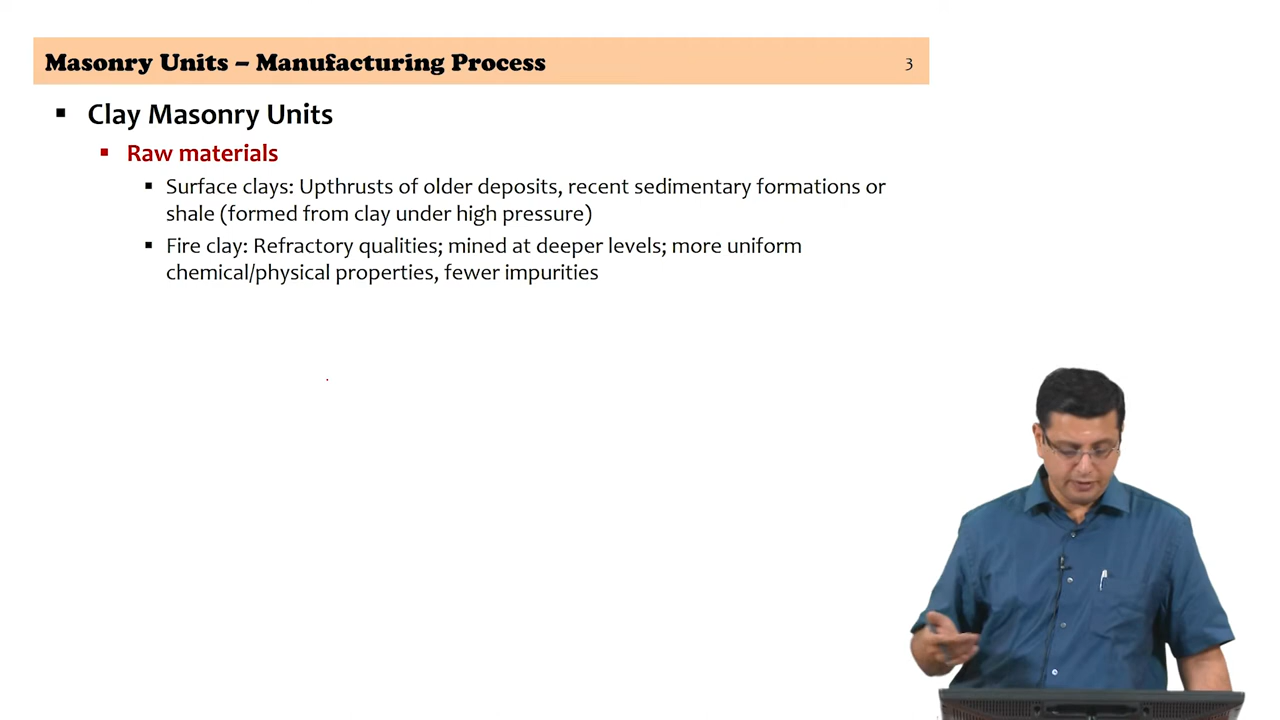 Masonry Units – Manufacturing Process
3
▪ Clay Masonry Units
▪ Raw materials
▪ Surface clays: Upthrusts of older deposits, recent sedimentary formations or
shale (formed from clay under high pressure)
▪ Fire clay: Refractory qualities; mined at deeper levels; more uniform
chemical/physical properties, fewer impurities